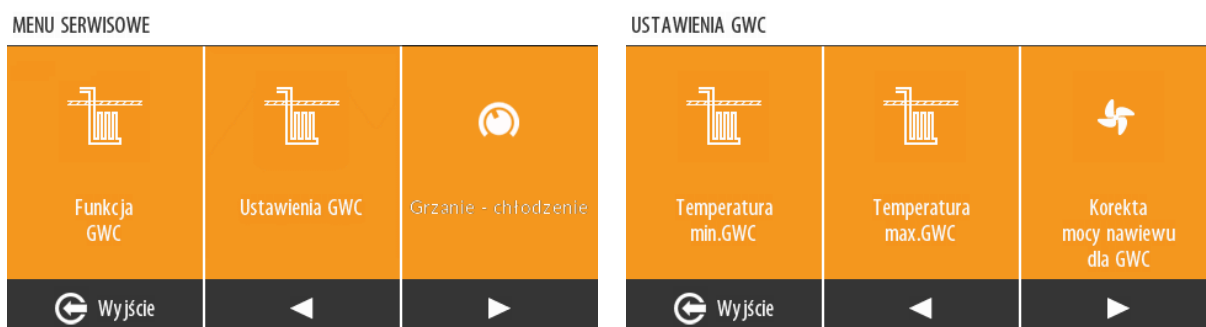 MENU SERWISOWE
Funkcja
GWC
Ustawienia GWC
Grzanie - chłodzenie
Wyjście
USTAWIENIA GWC
Temperatura
min.GWC
Temperatura
max.GWC
Korekta
mocy nawiewu
dla GWC
Wyjście